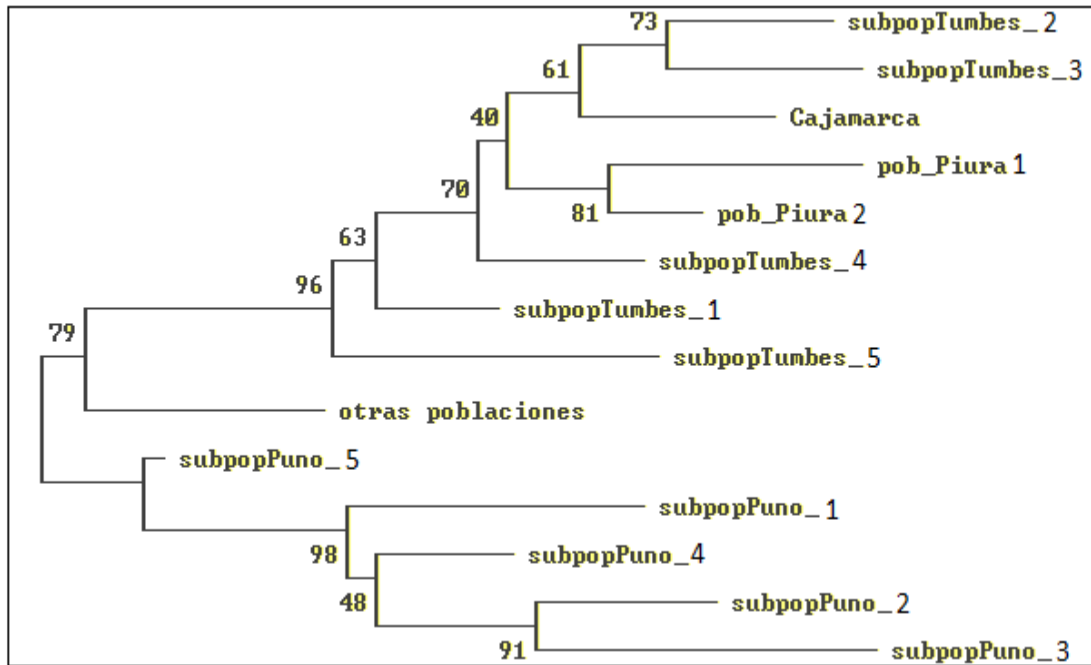 73
subpopTumbes_2
subpopTumbes_3
61
Cajamarca
40
pob_Piura 1
70
81
pob_Piura 2
63
subpopTumbes_4
96
subpopTumbes_1
79
subpopTumbes_5
otras poblaciones
subpopPuno_5
subpopPuno_1
98
subpopPuno_4
48
subpopPuno_2
91
subpopPuno_3